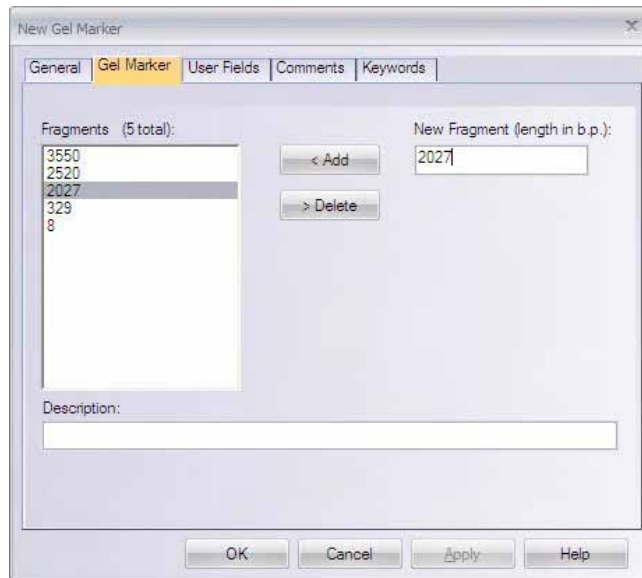 New Gel Marker
General Gel Marker User Fields Comments Keywords
Fragments (5 total):
New Fragment (length in b.p.):
3550
2520
2027
329
8
< Add
2027
> Delete
Description:
OK Cancel Apply Help